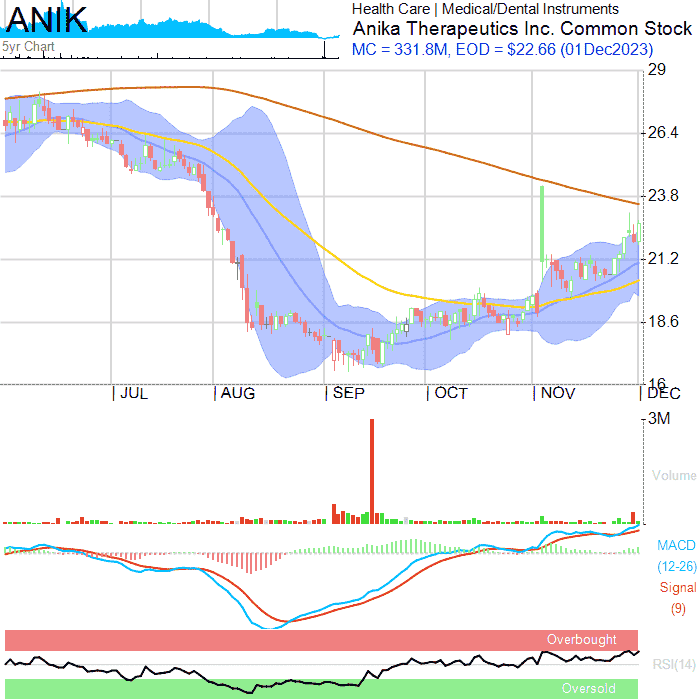 ANIK
Health Care | Medical/Dental Instruments
Anika Therapeutics Inc. Common Stock
5yr Chart
MC = 331.8M, EOD = $22.66 (01Dec2023)
29
26.4
23.8
21.2
18.6
16
JUL
AUG
SEP
OCT
NOV
DEC
3M
Volume
MACD
(12-26)
Signal
(9)
Overbought
RSI(14)
Oversold